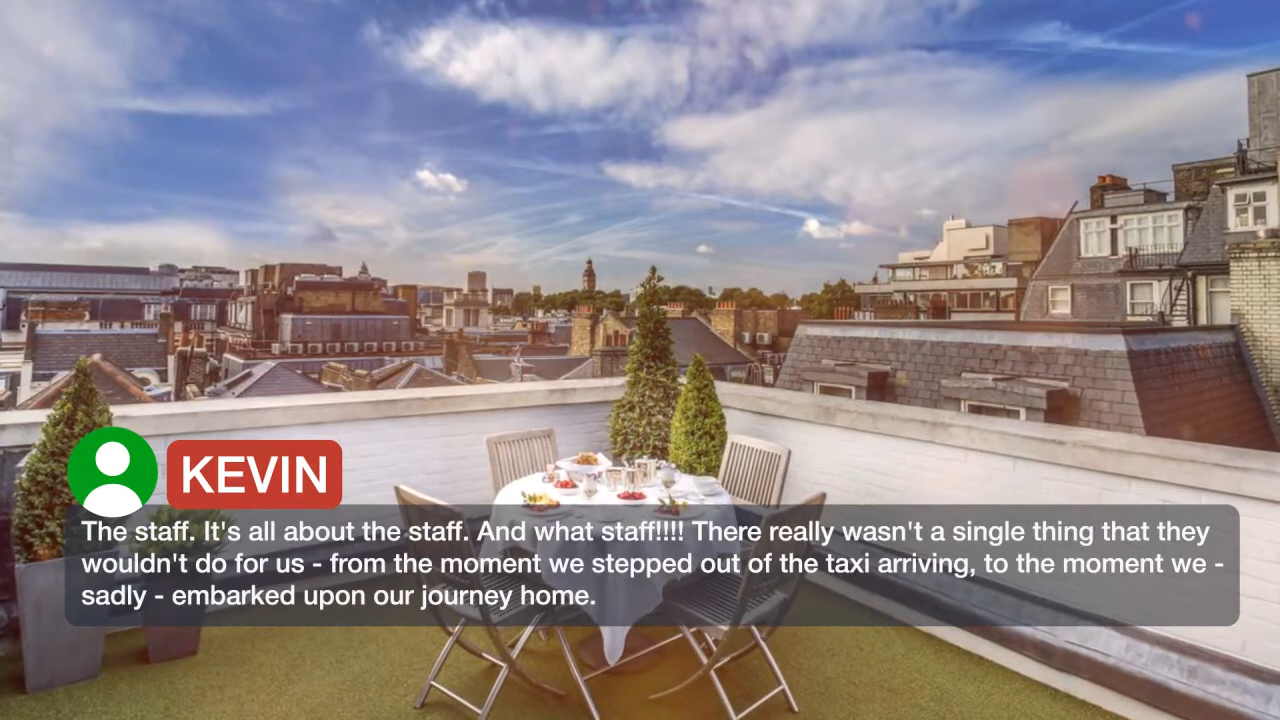 KEVIN
The staff. It's all about the staff. And what staff!!!! There really wasn't a single thing that they
wouldn't do for us - from the moment we stepped out of the taxi arriving, to the moment we -
sadly - embarked upon our journey home.